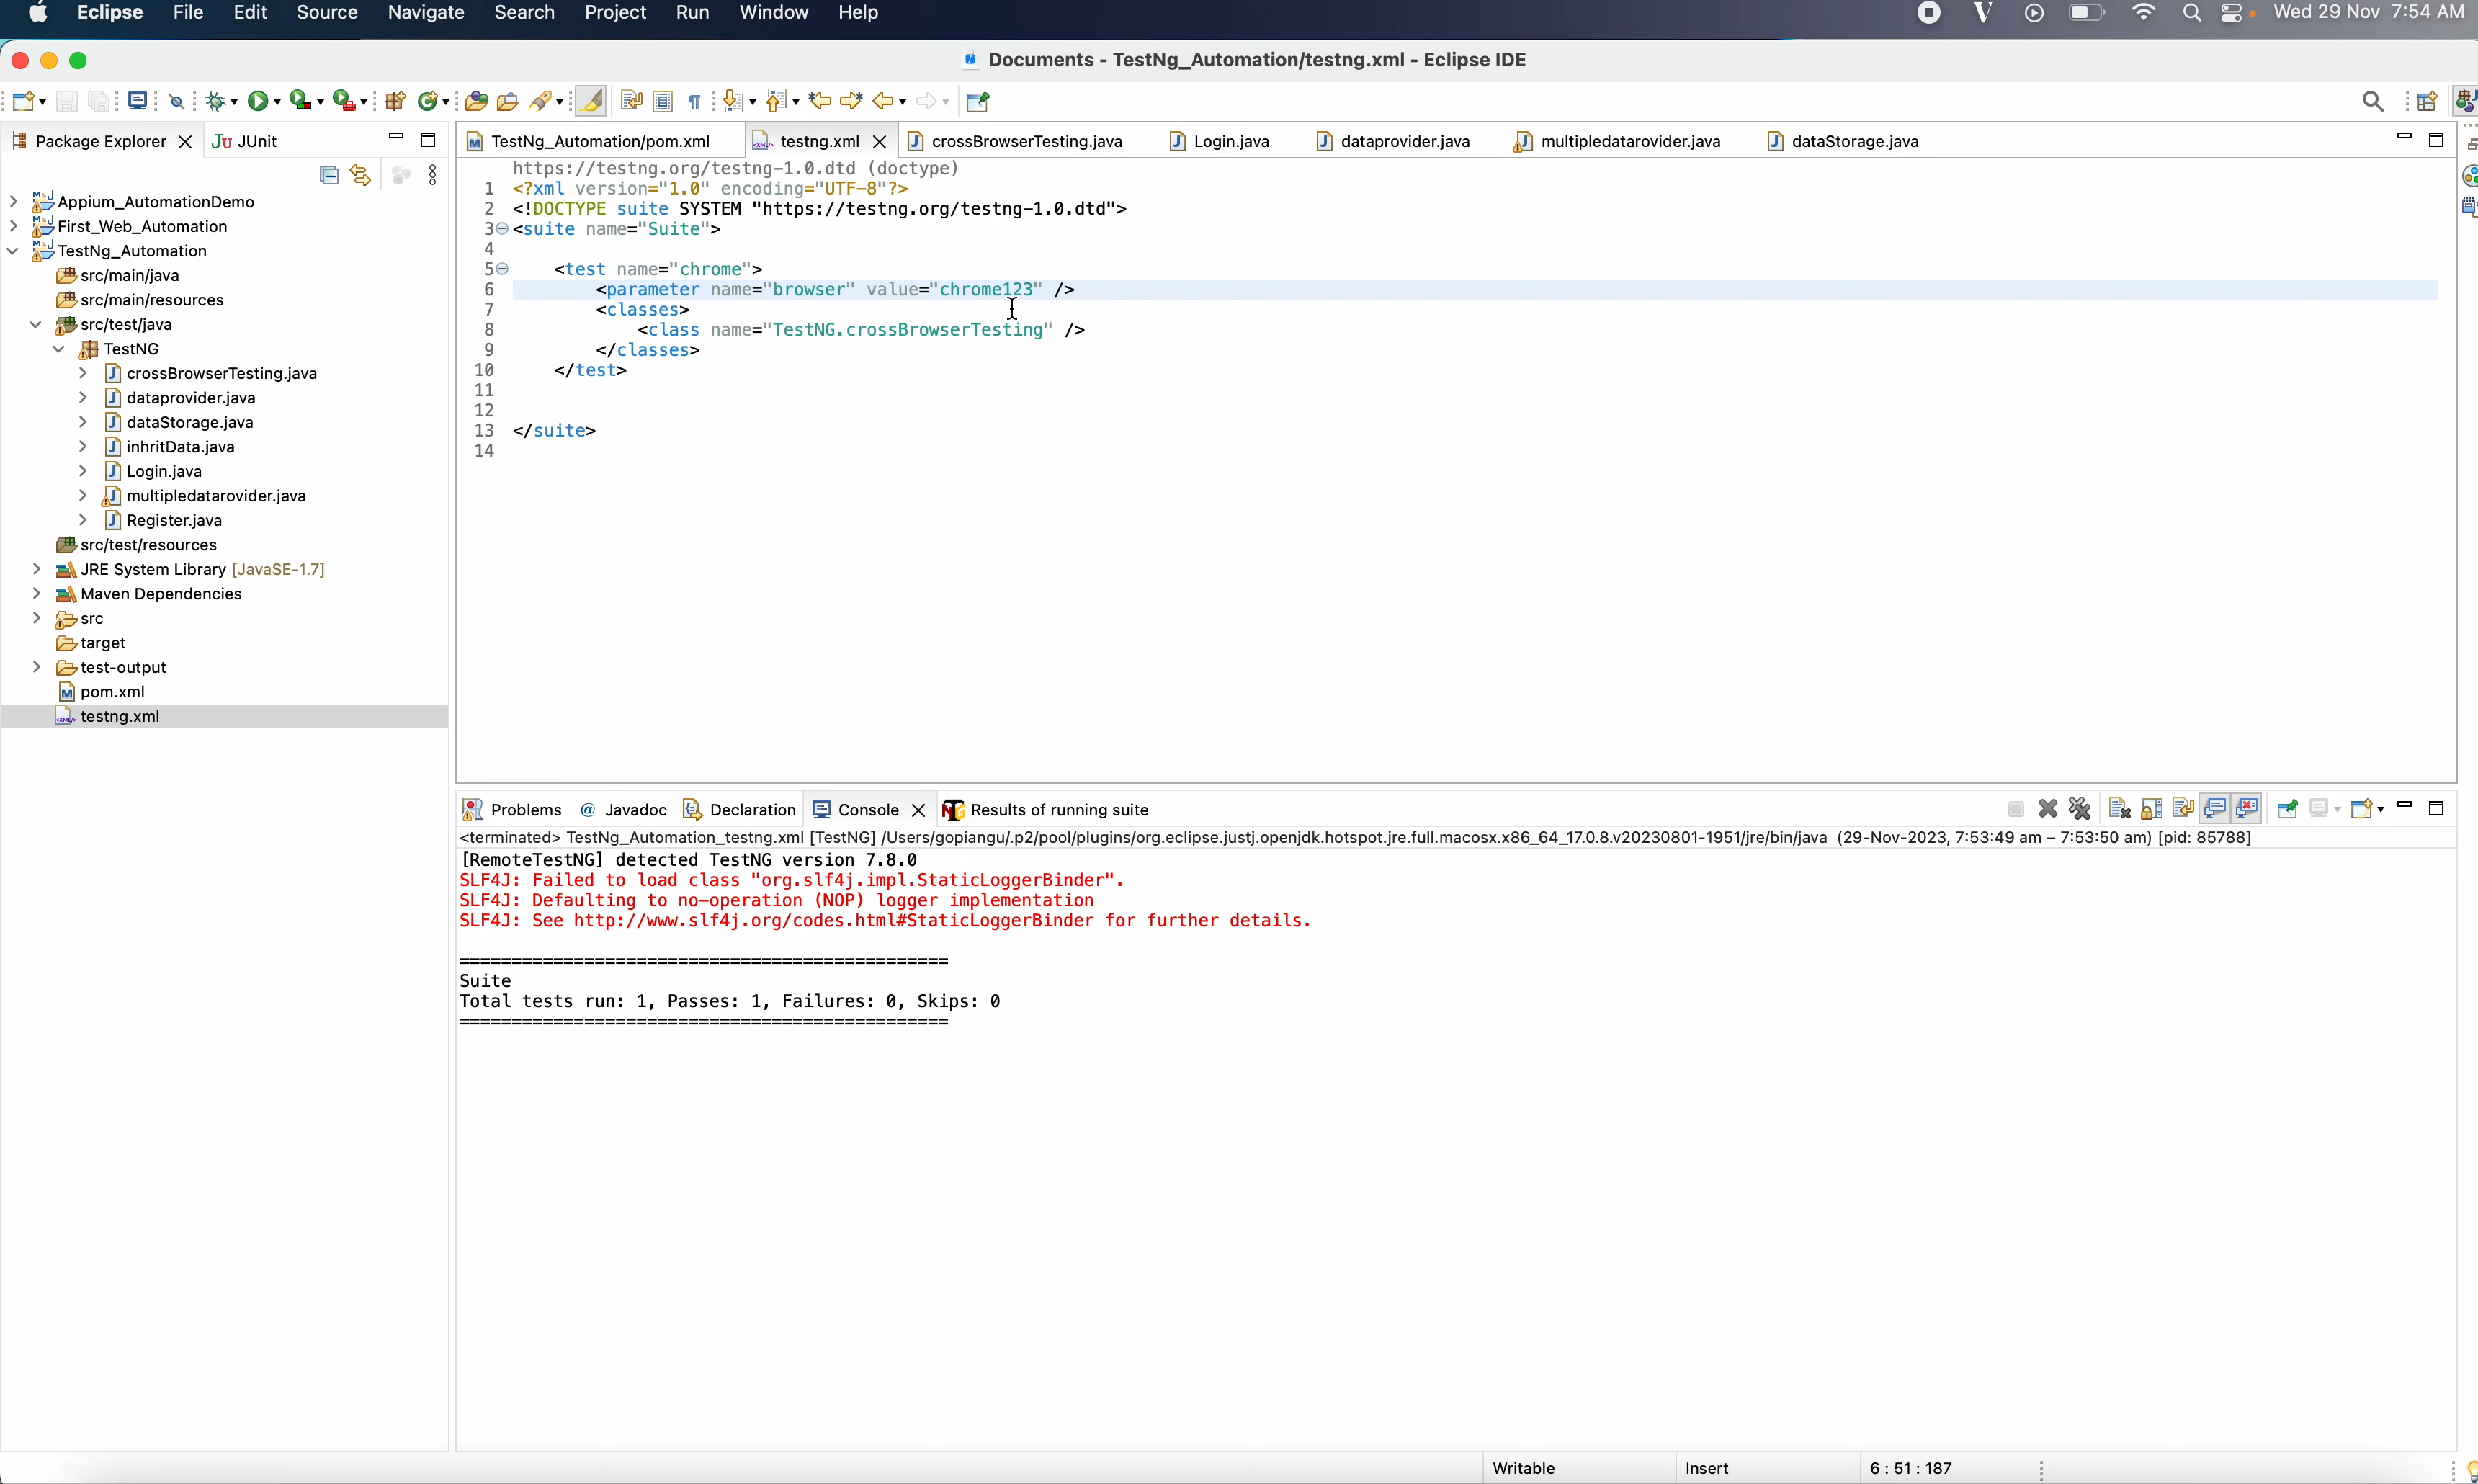 Eclipse File Edit Source Navigate Search Project Run Window Help V Wed 29 Nov 7:54 AM
Documents - TestNg_Automation/testng.xml - Eclipse IDE
Package Explorer JUnit
TestNg_Automation/pom.xml testng.xml crossBrowserTesting.java Login.java dataprovider.java multipledatarovider.java dataStorage.java
Appium_AutomationDemo
First_Web_Automation
TestNg_Automation
src/main/java
src/main/resources
src/test/java
TestNG
crossBrowserTesting.java
dataprovider.java
dataStorage.java
inhritData.java
Login.java
multipledatarovider.java
Register.java
src/test/resources
JRE System Library [JavaSE-1.7]
Maven Dependencies
src
target
test-output
pom.xml
testng.xml
https://testng.org/testng-1.0.dtd (doctype)
1 <?xml version="1.0" encoding="UTF-8"?>
2 <!DOCTYPE suite SYSTEM "https://testng.org/testng-1.0.dtd">
3 <suite name="Suite">
4
5 <test name="chrome">
6 <parameter name="browser" value="chrome123" />
7 <classes>
8 <class name="TestNG.crossBrowserTesting" />
9 </classes>
10 </test>
11
12
13 </suite>
14
Problems @ Javadoc Declaration Console Results of running suite
<terminated> TestNg_Automation_testng.xml [TestNG] /Users/gopiangu/.p2/pool/plugins/org.eclipse.justj.openjdk.hotspot.jre.full.macosx.x86_64_17.0.8.v20230801-1951/jre/bin/java (29-Nov-2023, 7:53:49 am – 7:53:50 am) [pid: 85788]
[RemoteTestNG] detected TestNG version 7.8.0
SLF4J: Failed to load class "org.slf4j.impl.StaticLoggerBinder".
SLF4J: Defaulting to no-operation (NOP) logger implementation
SLF4J: See http://www.slf4j.org/codes.html#StaticLoggerBinder for further details.
===============================================
Suite
Total tests run: 1, Passes: 1, Failures: 0, Skips: 0
===============================================
Writable Insert 6 : 51 : 187